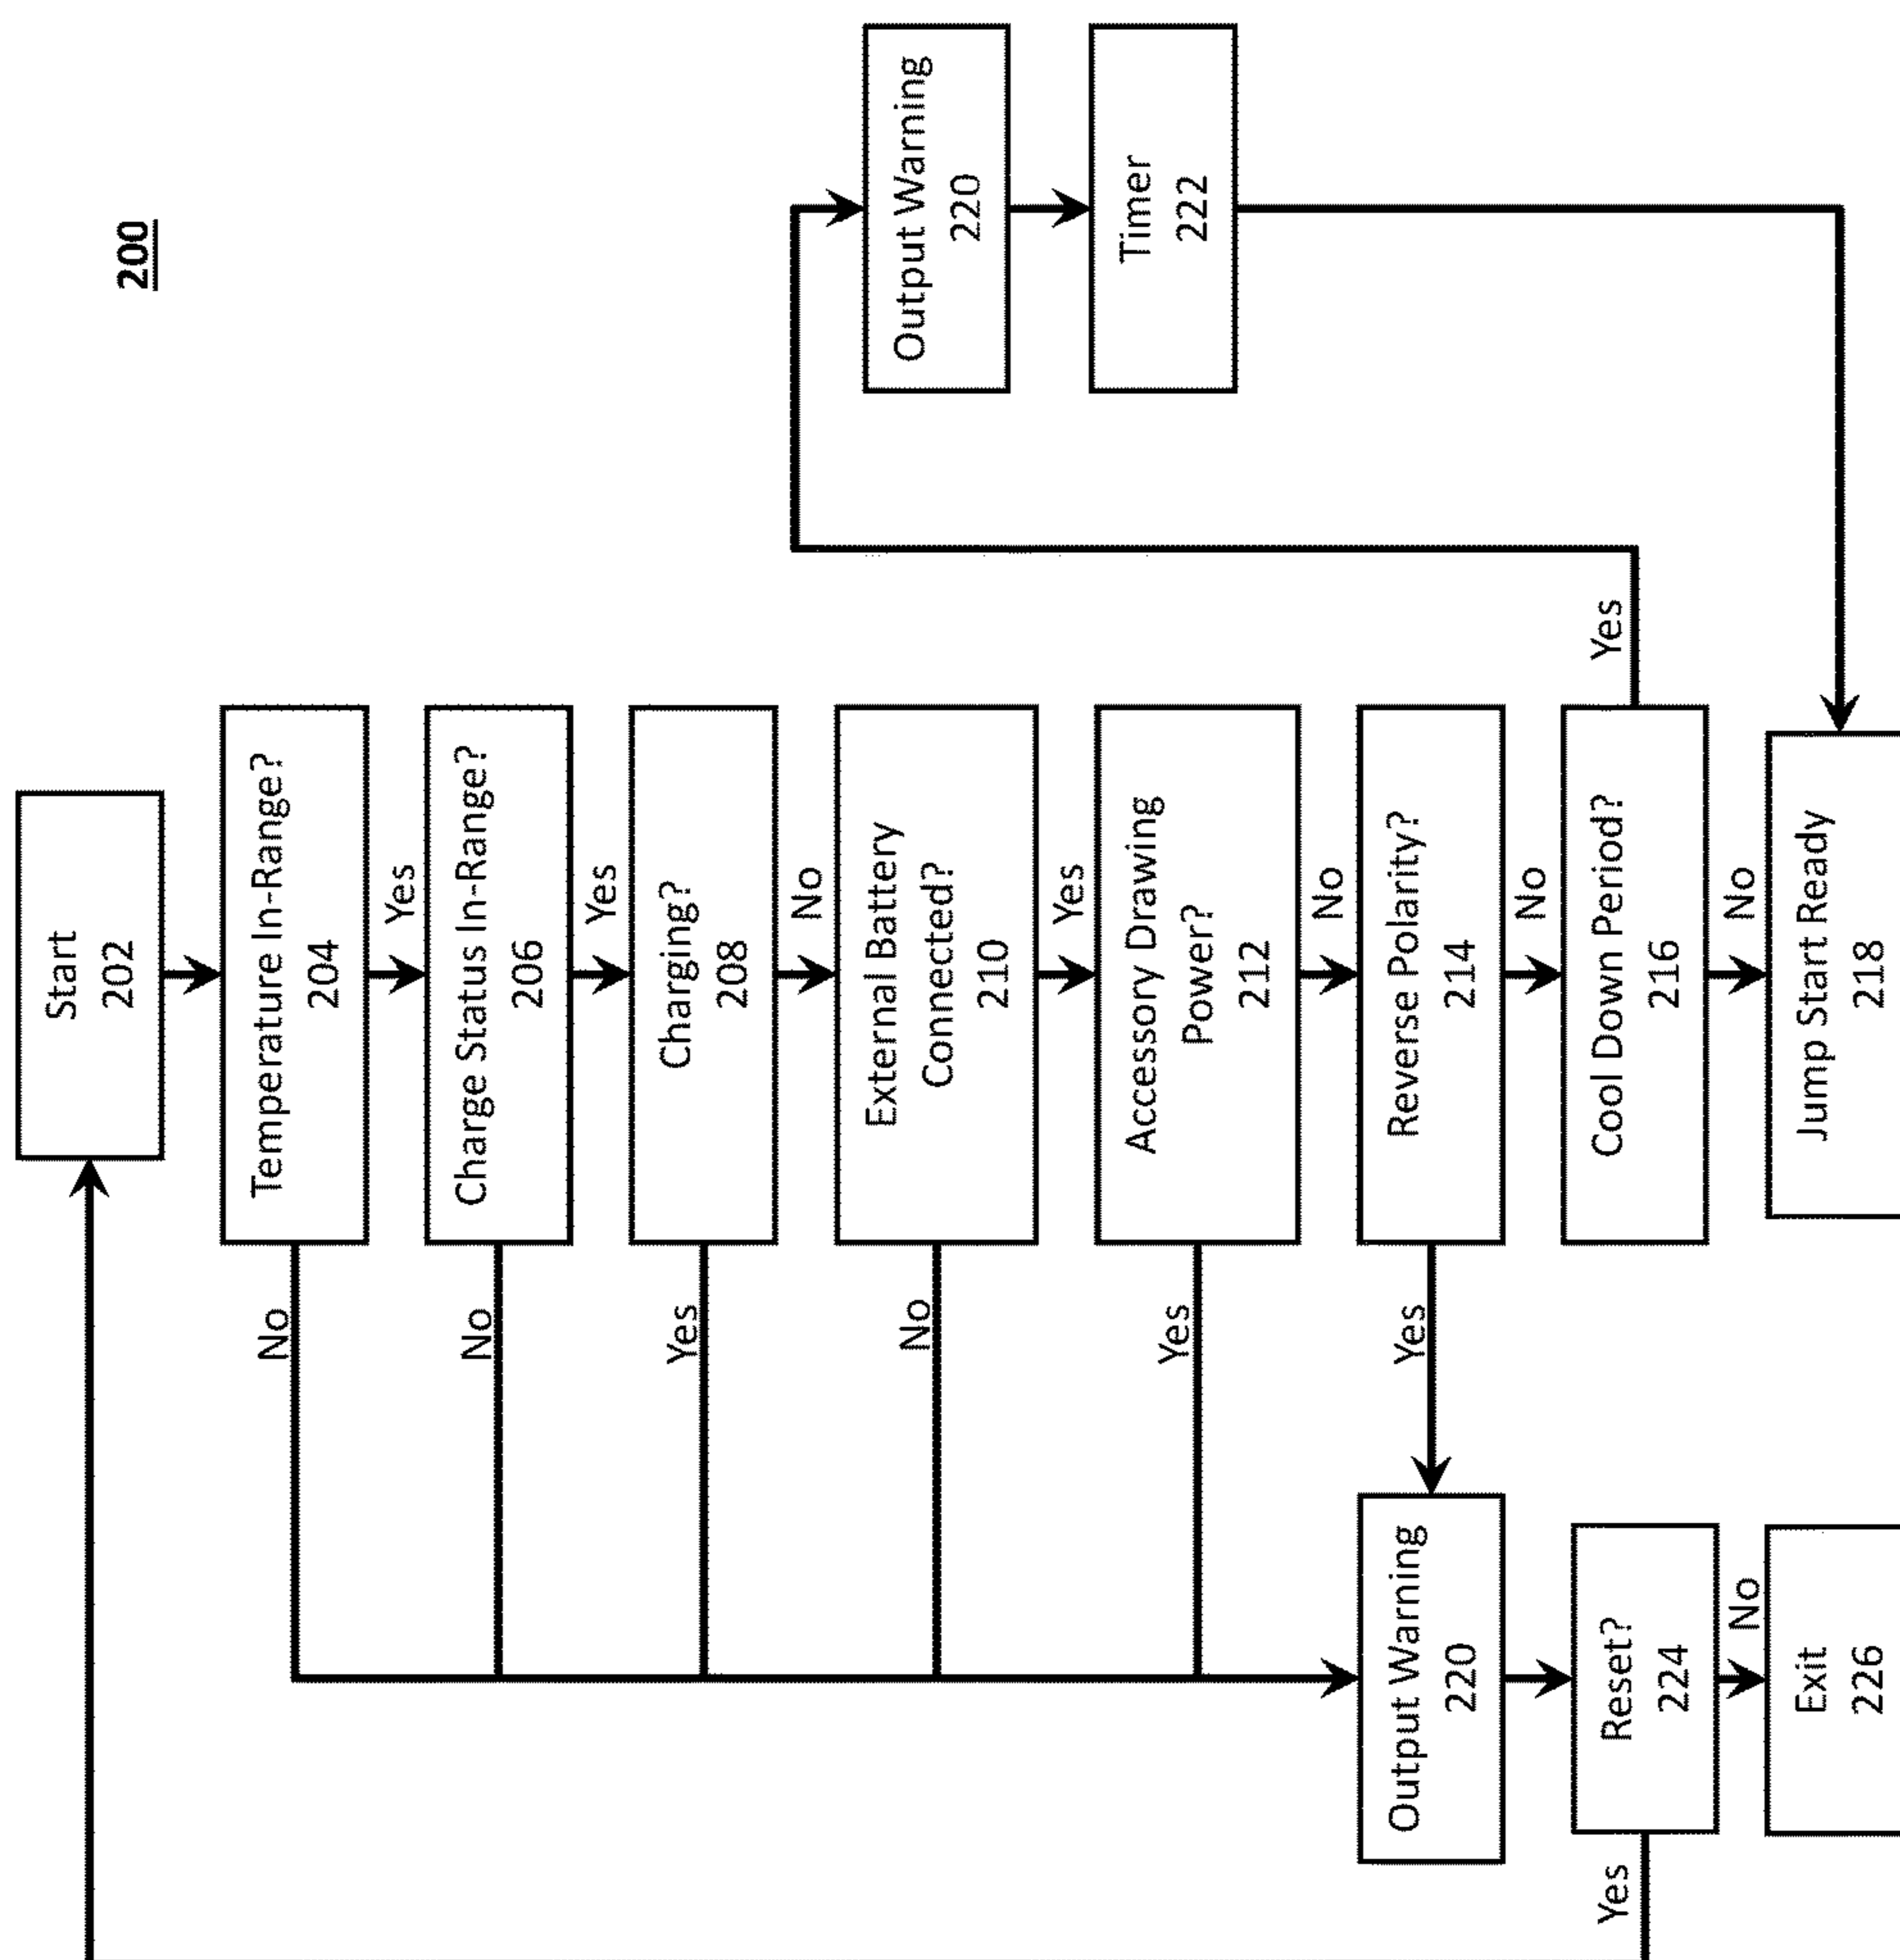 200
Start
202
Temperature In-Range?
204
No
Yes
Charge Status In-Range?
206
No
Yes
Charging?
208
Yes
No
External Battery
Connected?
210
No
Yes
Accessory Drawing
Power?
212
Yes
No
Reverse Polarity?
214
Yes
No
Cool Down Period?
216
Yes
No
Jump Start Ready
218
Output Warning
220
Timer
222
Output Warning
220
Reset?
224
Yes
No
Exit
226